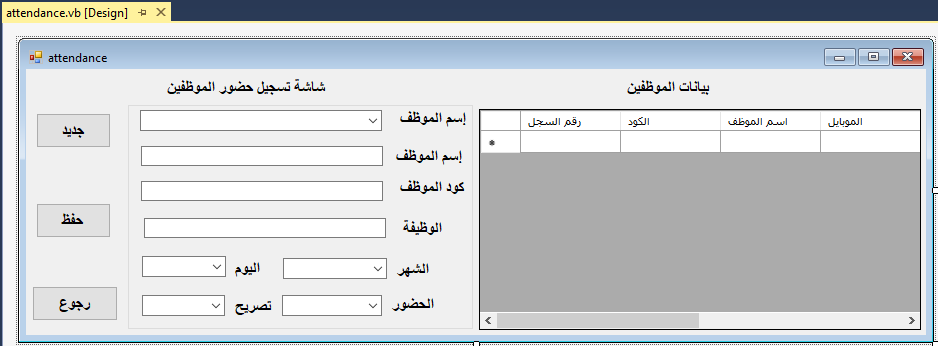 attendance.vb [Design]
attendance
شاشة تسجيل حضور الموظفين
بيانات الموظفين
جديد
حفظ
رجوع
إسم الموظف
إسم الموظف
كود الموظف
الوظيفة
الشهر
اليوم
الحضور
تصريح
رقم السجل
الكود
اسم الموظف
الموبايل